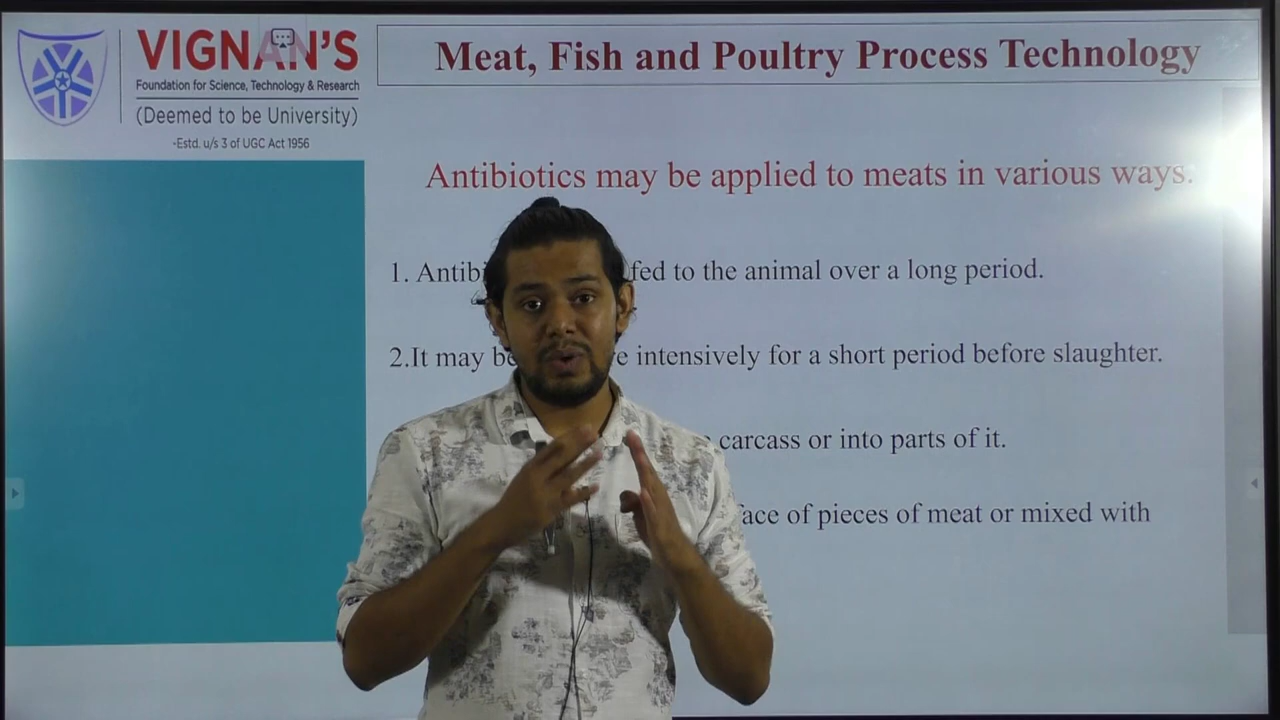 VIGNAN'S
Foundation for Science, Technology & Research
(Deemed to be University)
-Estd. u/s 3 of UGC Act 1956
Meat, Fish and Poultry Process Technology
Antibiotics may be applied to meats in various ways:
1. fed to the animal over a long period.
2.It may intensively for a short period before slaughter.
carcass or into parts of it.
of pieces of meat or mixed with